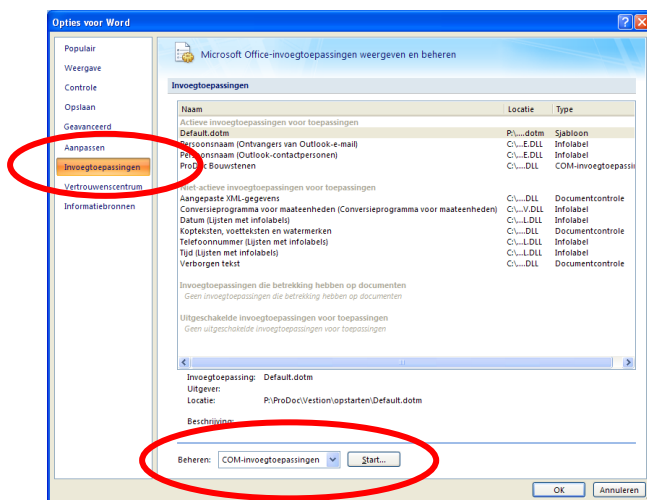 Opties voor Word
Populair
Weergave
Controle
Opslaan
Geavanceerd
Aanpassen
Invoegtoepassingen
Vertrouwenscentrum
Informatiebronnen
Microsoft Office-invoegtoepassingen weergeven en beheren
Invoegtoepassingen
Naam Locatie Type
Actieve invoegtoepassingen voor toepassingen
Default.dotm P:\,...dotm Sjabloon
Persoonsnaam (Ontvangers van Outlook-e-mail) C:\,...E.DLL Infolabel
Persoonsnaam (Outlook-contactpersonen) C:\,...E.DLL Infolabel
ProDoc Bouwstenen C:\,...DLL COM-invoegtoepassin
Niet-actieve invoegtoepassingen voor toepassingen
Aangepaste XML-gegevens C:\,...DLL Documentcontrole
Conversieprogramma voor maateenheden (Conversieprogramma voor maateenheden) C:\,...V.DLL Infolabel
Datum (Lijsten met infolabels) C:\,...L.DLL Infolabel
Kopteksten, voetteksten en watermerken C:\,...DLL Documentcontrole
Telefoonnummer (Lijsten met infolabels) C:\,...L.DLL Infolabel
Tijd (Lijsten met infolabels) C:\,...L.DLL Infolabel
Verborgen tekst C:\,...DLL Documentcontrole
Invoegtoepassingen die betrekking hebben op documenten
Geen invoegtoepassingen die betrekking hebben op documenten
Uitgeschakelde invoegtoepassingen voor toepassingen
Geen uitgeschakelde invoegtoepassingen voor toepassingen
Invoegtoepassing: Default.dotm
Uitgever:
Locatie: P:\ProDoc\Vestion\opstarten\Default.dotm
Beschrijving:
Beheren: COM-invoegtoepassingen Start...
OK Annuleren